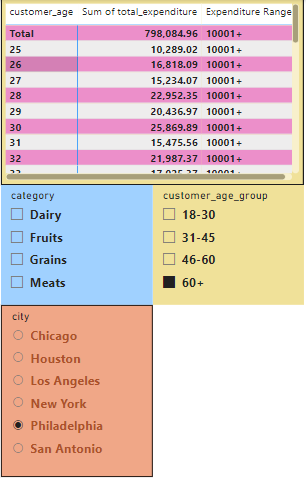 customer_age Sum of total_expenditure Expenditure Range
Total 798,084.96 10001+
25 10,289.02 10001+
26 16,818.09 10001+
27 15,234.07 10001+
28 22,952.35 10001+
29 20,436.97 10001+
30 25,869.89 10001+
31 15,475.56 10001+
32 21,987.37 10001+
category customer_age_group
Dairy 18-30
Fruits 31-45
Grains 46-60
Meats 60+
city
Chicago
Houston
Los Angeles
New York
Philadelphia
San Antonio